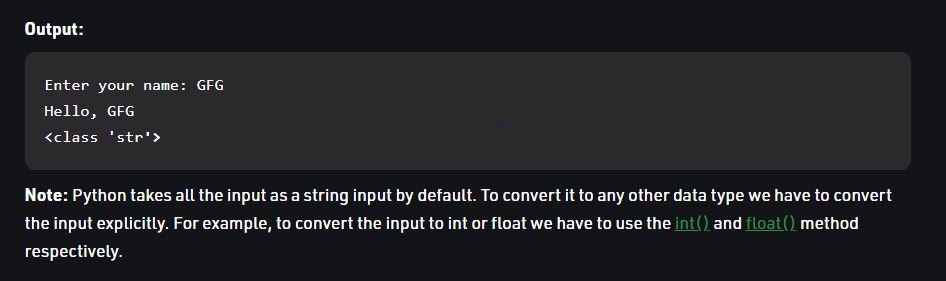 Output:
Enter your name: GFG
Hello, GFG
<class 'str'>
Note: Python takes all the input as a string input by default. To convert it to any other data type we have to convert
the input explicitly. For example, to convert the input to int or float we have to use the int() and float() method
respectively.